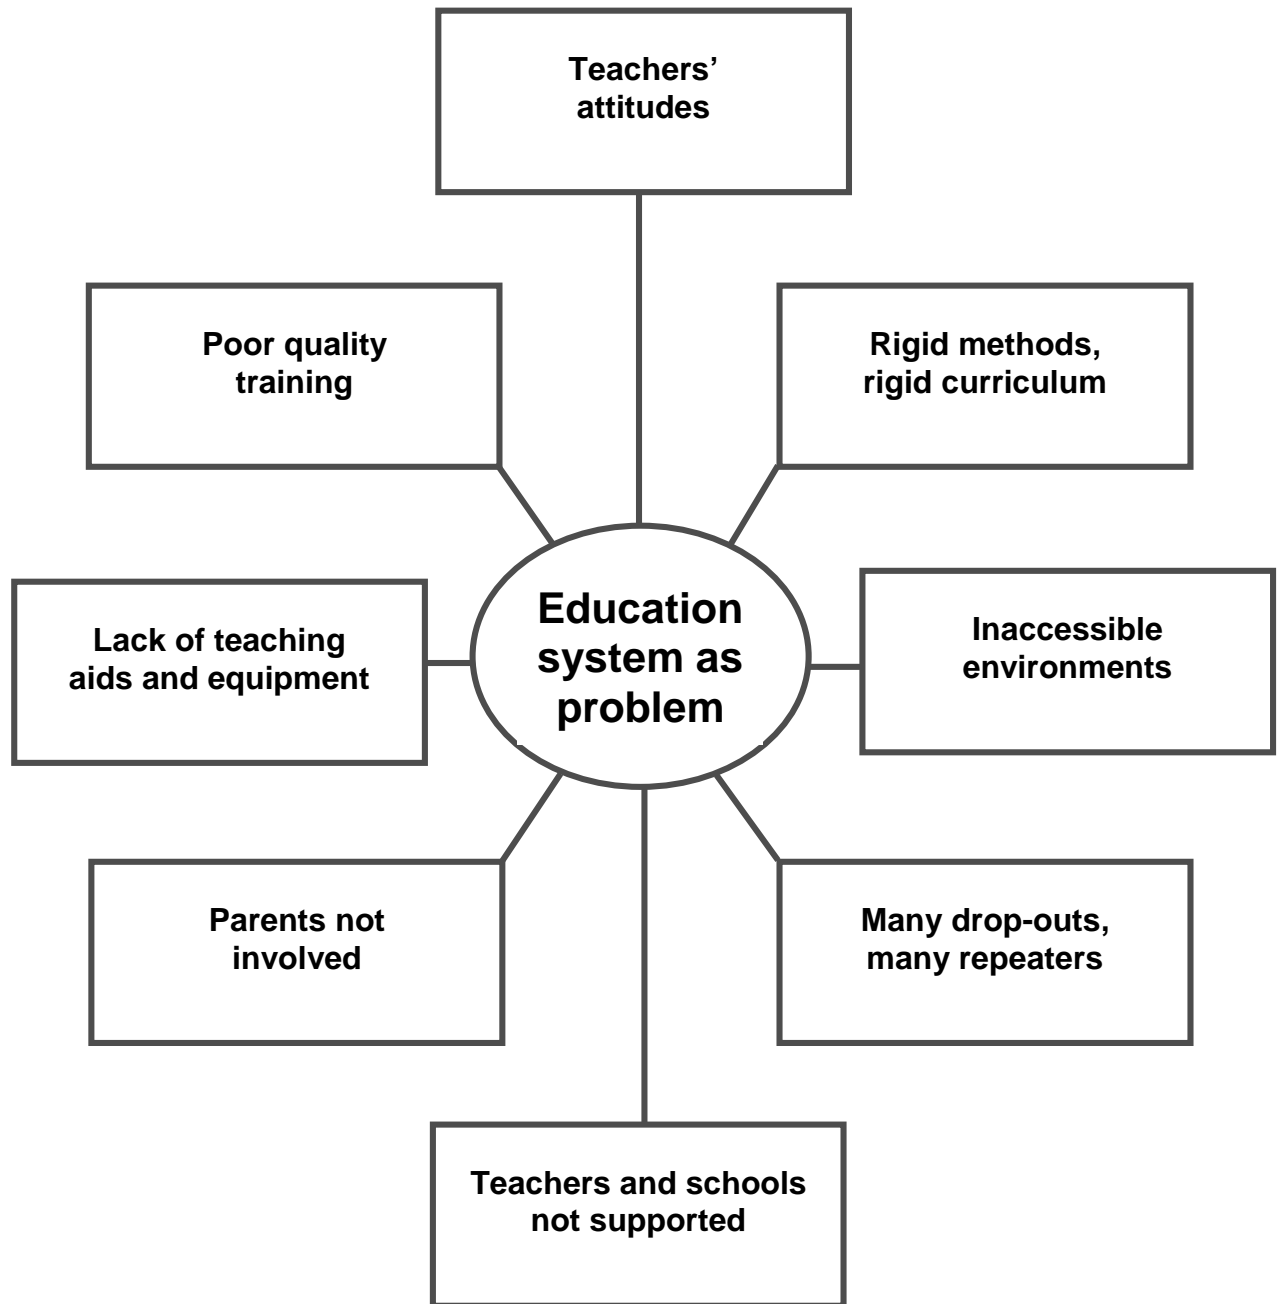 Teachers’
attitudes
Poor quality
training
Rigid methods,
rigid curriculum
Lack of teaching
aids and equipment
Education
system as
problem
Inaccessible
environments
Parents not
involved
Many drop-outs,
many repeaters
Teachers and schools
not supported